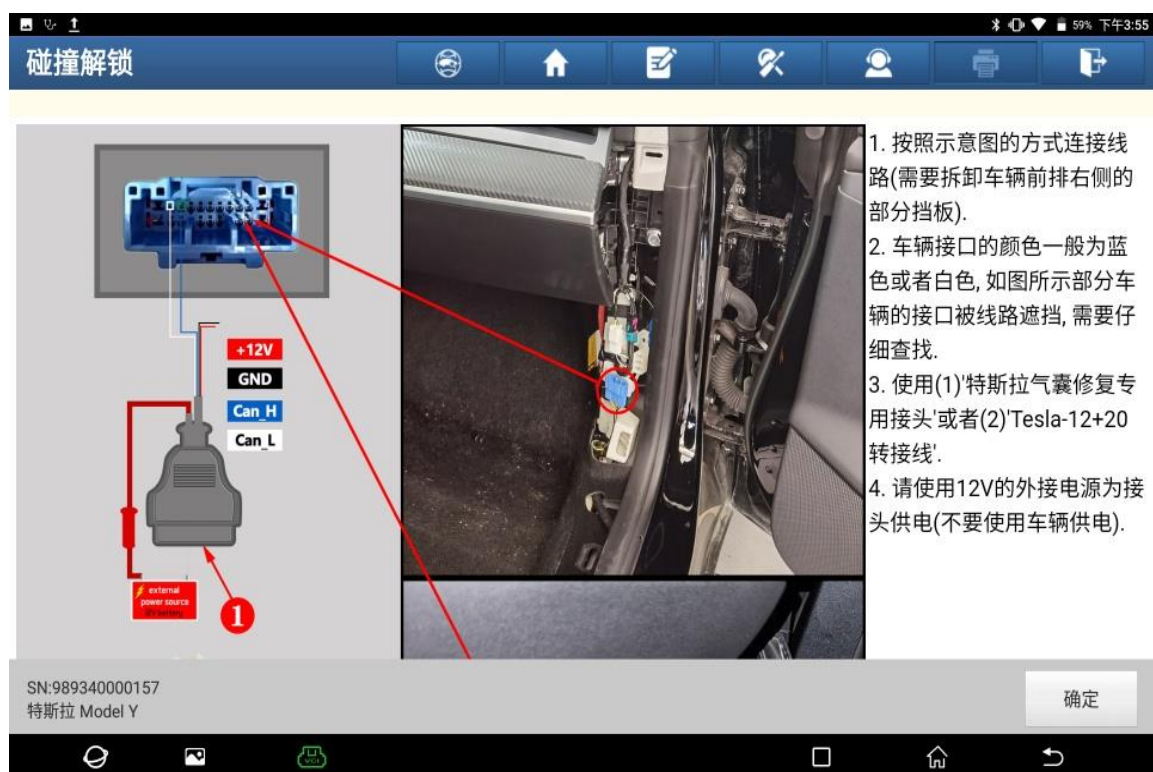 59% 下午3:55
碰撞解锁
+12V
GND
Can_H
Can_L
external
power source
12V battery
1
1. 按照示意图的方式连接线
路(需要拆卸车辆前排右侧的
部分挡板).
2. 车辆接口的颜色一般为蓝
色或者白色, 如图所示部分车
辆的接口被线路遮挡, 需要仔
细查找.
3. 使用(1)'特斯拉气囊修复专
用接头'或者(2)'Tesla-12+20
转接线'.
4. 请使用12V的外接电源为接
头供电(不要使用车辆供电).
SN:989340000157
特斯拉 Model Y
确定
VCI